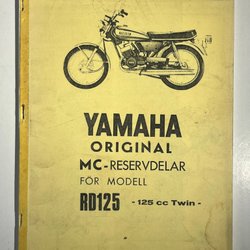 YAMAHA
ORIGINAL
MC-RESERVDELAR
FÖR MODELL
RD125 - 125 cc Twin -